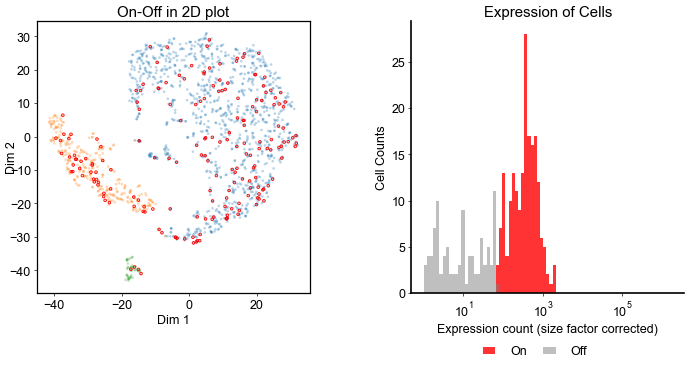 On-Off in 2D plot
Dim 2
30
20
10
0
−10
−20
−30
−40
−40
−20
0
20
Dim 1
Expression of Cells
Cell Counts
25
20
15
10
5
0
10^1
10^3
10^5
Expression count (size factor corrected)
On
Off